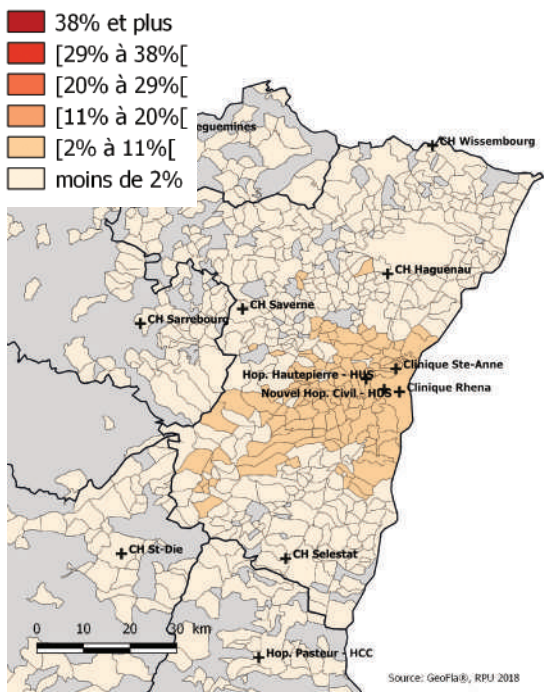 38% et plus
[29% à 38%[
[20% à 29%[
[11% à 20%[
[2% à 11%[
moins de 2%
CH Wissembourg
CH Haguenau
CH Saverne
CH Sarrebourg
Clinique Ste-Anne
Hop. Hautepierre - HUS
Nouvel Hop. Civil - HUS
Clinique Rhena
CH St-Die
CH Selestat
0 10 20 30 km
Hop. Pasteur - HCC
Source: GeoFla®, RPU 2018